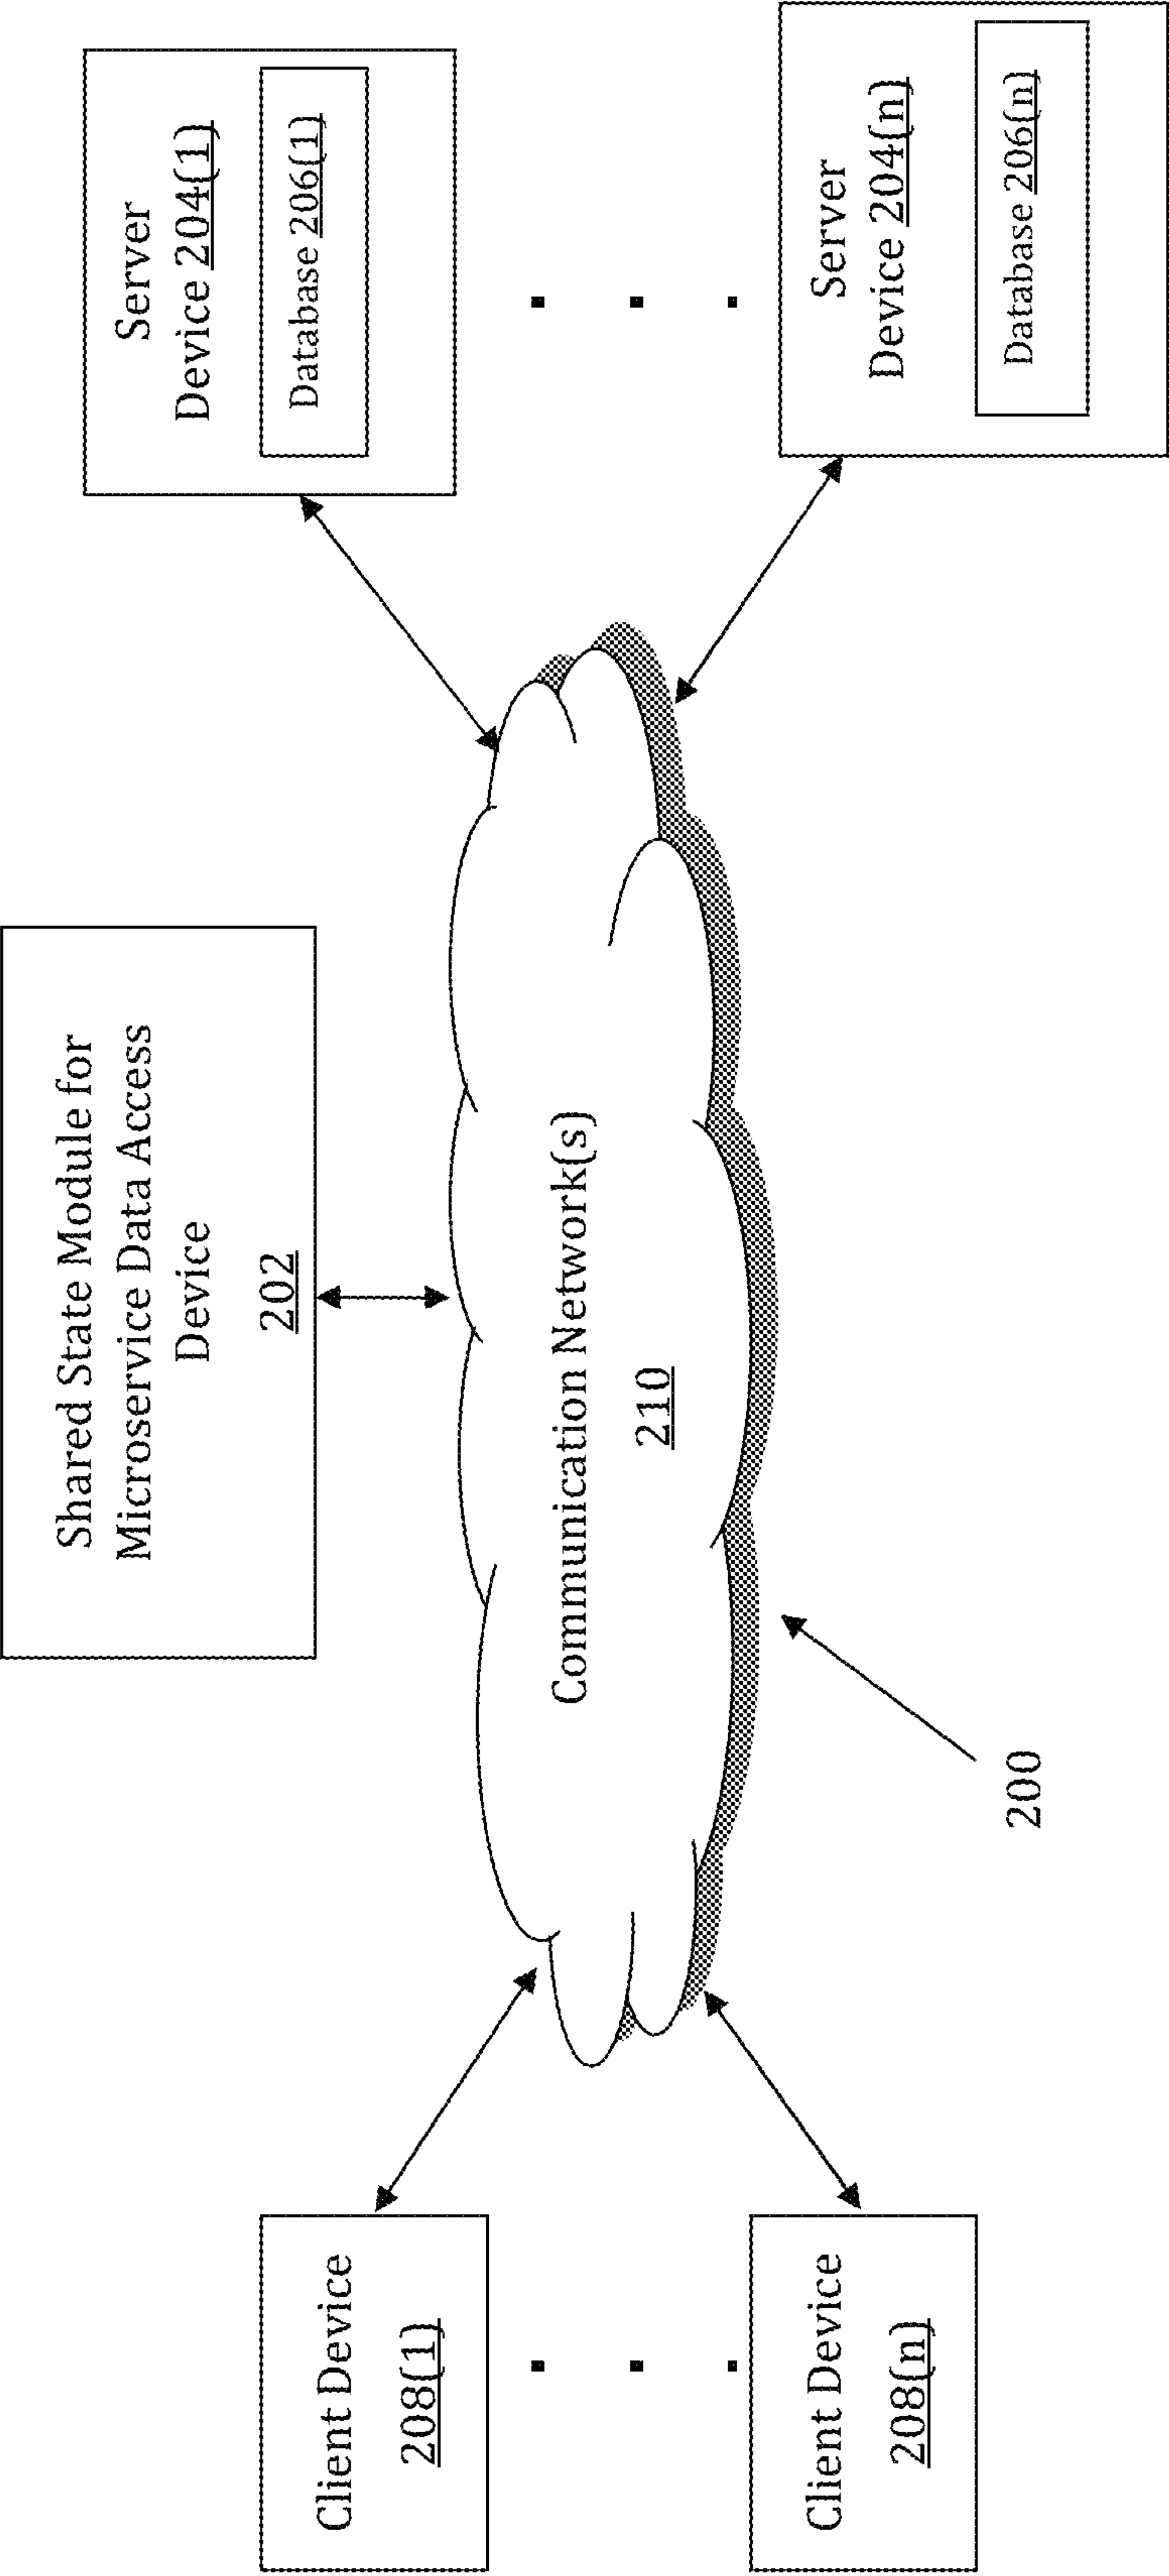 Shared State Module for
Microservice Data Access
Device
202
Server
Device 204(1)
Database 206(1)
Client Device
208(1)
Communication Network(s)
210
Server
Device 204(n)
Database 206(n)
Client Device
208(n)
200